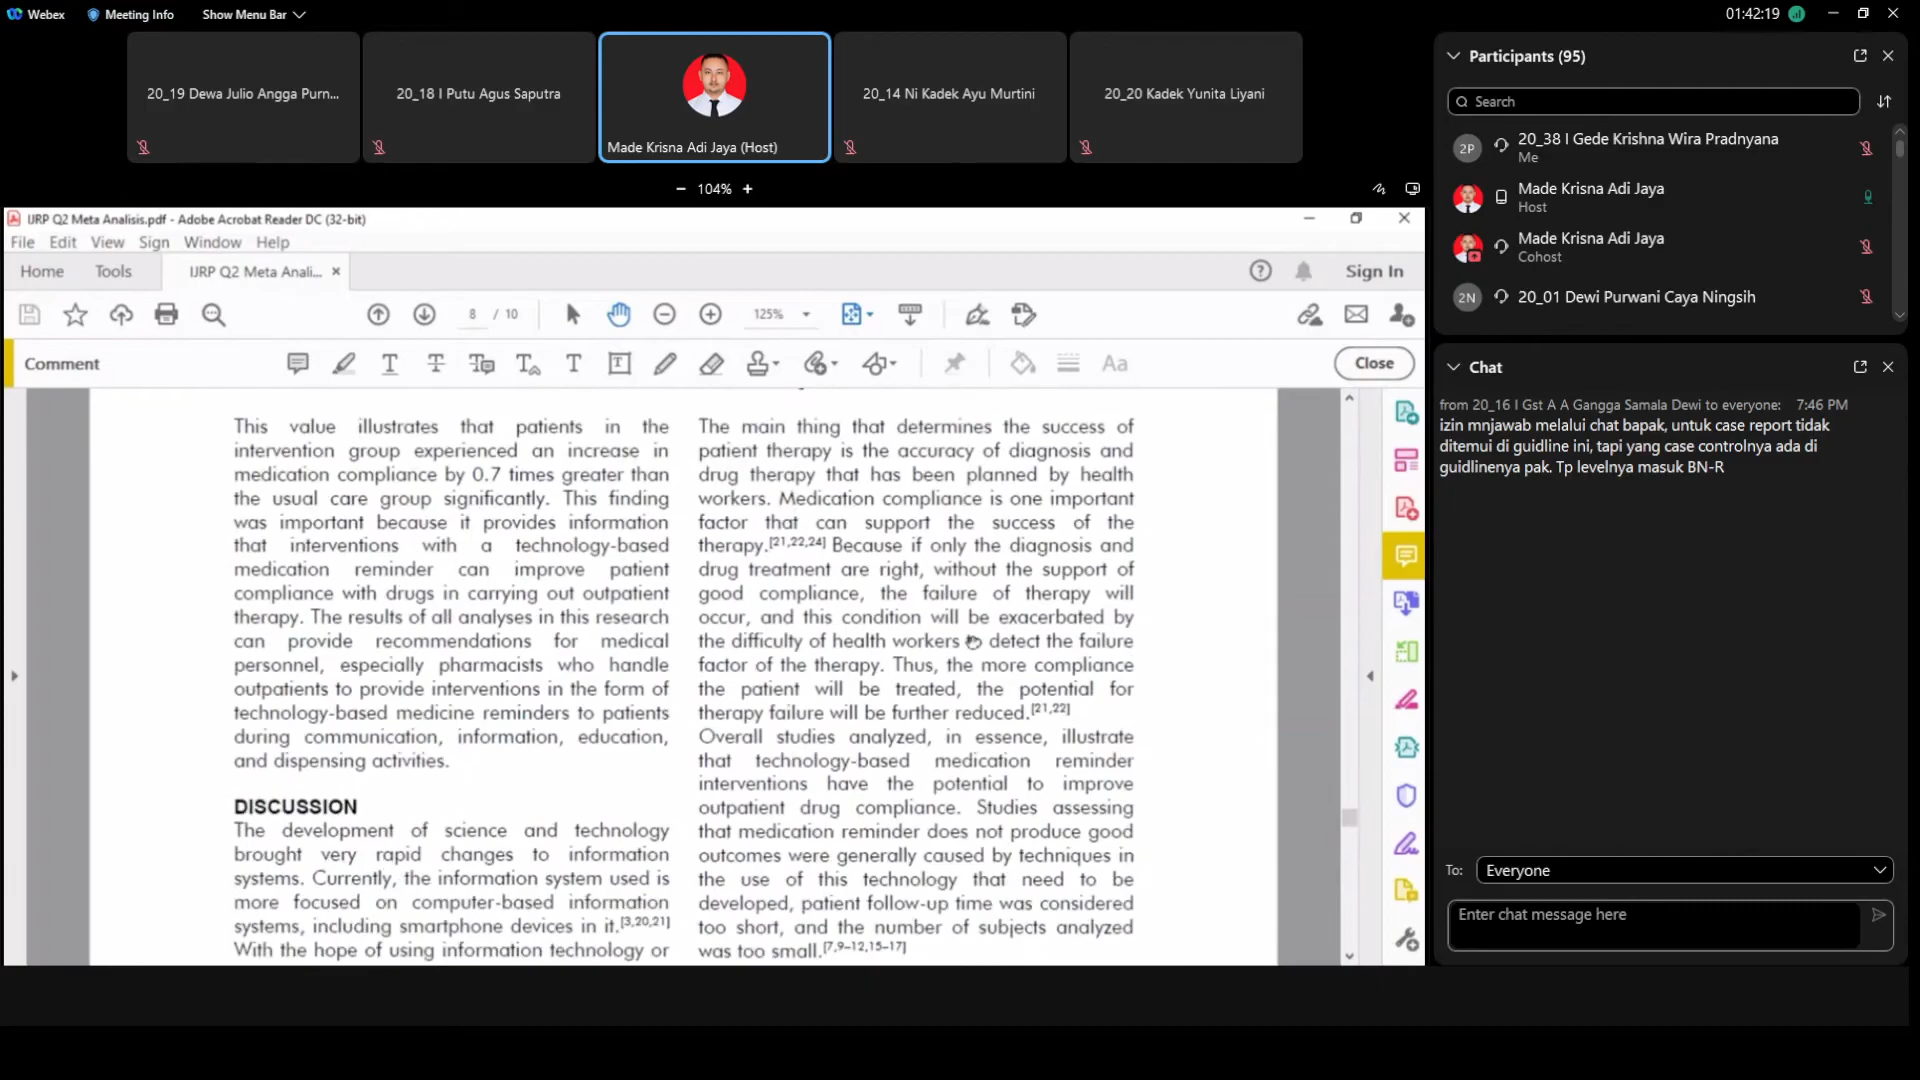 Webex
Meeting Info
Show Menu Bar
01:42:19
20_19 Dewa Julio Angga Purn...
20_18 I Putu Agus Saputra
Made Krisna Adi Jaya (Host)
20_14 Ni Kadek Ayu Murtini
20_20 Kadek Yunita Liyani
104%
IJRP Q2 Meta Analisis.pdf - Adobe Acrobat Reader DC (32-bit)
File Edit View Sign Window Help
Home Tools IJRP Q2 Meta Anali... Sign In
8 / 10 125%
Comment
Close
This value illustrates that patients in the
intervention group experienced an increase in
medication compliance by 0.7 times greater than
the usual care group significantly. This finding
was important because it provides information
that interventions with a technology-based
medication reminder can improve patient
compliance with drugs in carrying out outpatient
therapy. The results of all analyses in this research
can provide recommendations for medical
personnel, especially pharmacists who handle
outpatients to provide interventions in the form of
technology-based medicine reminders to patients
during communication, information, education,
and dispensing activities.
DISCUSSION
The development of science and technology
brought very rapid changes to information
systems. Currently, the information system used is
more focused on computer-based information
systems, including smartphone devices in it.[3,20,21]
With the hope of using information technology or
The main thing that determines the success of
patient therapy is the accuracy of diagnosis and
drug therapy that has been planned by health
workers. Medication compliance is one important
factor that can support the success of the
therapy.[21,22,24] Because if only the diagnosis and
drug treatment are right, without the support of
good compliance, the failure of therapy will
occur, and this condition will be exacerbated by
the difficulty of health workers detect the failure
factor of the therapy. Thus, the more compliance
the patient will be treated, the potential for
therapy failure will be further reduced.[21,22]
Overall studies analyzed, in essence, illustrate
that technology-based medication reminder
interventions have the potential to improve
outpatient drug compliance. Studies assessing
that medication reminder does not produce good
outcomes were generally caused by techniques in
the use of this technology that need to be
developed, patient follow-up time was considered
too short, and the number of subjects analyzed
was too small.[7,9–12,15–17]
Participants (95)
Search
2P
20_38 I Gede Krishna Wira Pradnyana
Me
Made Krisna Adi Jaya
Host
Made Krisna Adi Jaya
Cohost
2N
20_01 Dewi Purwani Caya Ningsih
Chat
from 20_16 I Gst A A Gangga Samala Dewi to everyone: 7:46 PM
izin mnjawab melalui chat bapak, untuk case report tidak
ditemui di guidline ini, tapi yang case controlnya ada di
guidlinenya pak. Tp levelnya masuk BN-R
To: Everyone
Enter chat message here